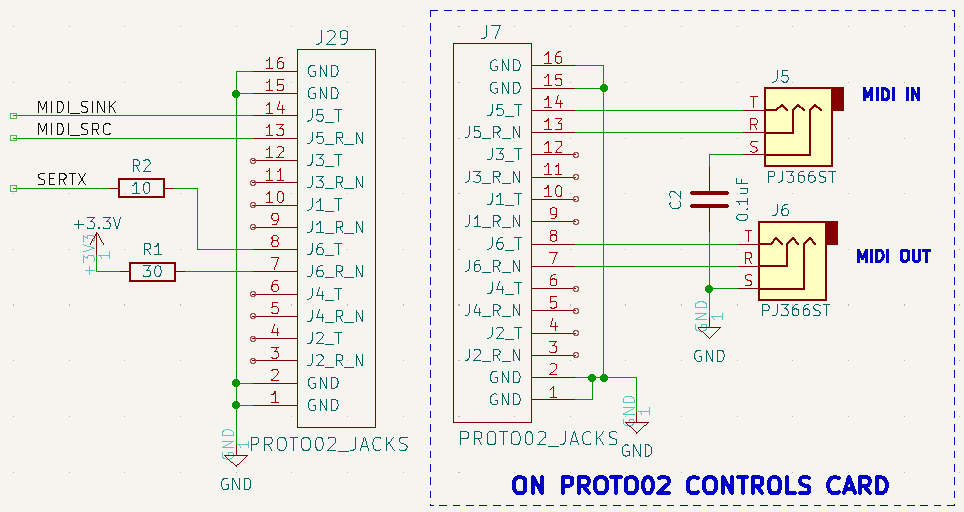 J29
16 GND
15 GND
MIDI_SINK 14 J5_T
MIDI_SRC 13 J5_R_N
12 J3_T
11 J3_R_N
10 J1_T
9 J1_R_N
8 J6_T
7 J6_R_N
6 J4_T
5 J4_R_N
4 J2_T
3 J2_R_N
2 GND
1 GND
PROTO02_JACKS
R2
SERTX 10
+3.3V
+3V3 1
R1
30
GND 1
GND
J7
GND 16
GND 15
J5_T 14
J5_R_N 13
J3_T 12
J3_R_N 11
J1_T 10
J1_R_N 9
J6_T 8
J6_R_N 7
J4_T 6
J4_R_N 5
J2_T 4
J2_R_N 3
GND 2
GND 1
PROTO02_JACKS
GND 1
GND
J5
T
R
S
PJ366ST
MIDI IN
C2
0.1uF
J6
T
R
S
PJ366ST
MIDI OUT
GND 1
GND
ON PROTO02 CONTROLS CARD